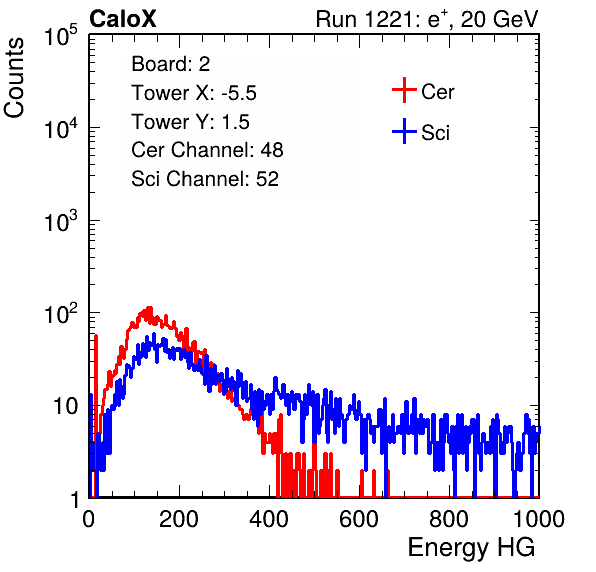 CaloX Run 1221: e⁺, 20 GeV
Counts
Board: 2
Tower X: -5.5
Tower Y: 1.5
Cer Channel: 48
Sci Channel: 52
Cer
Sci
10⁵
10⁴
10³
10²
10
1
0 200 400 600 800 1000
Energy HG